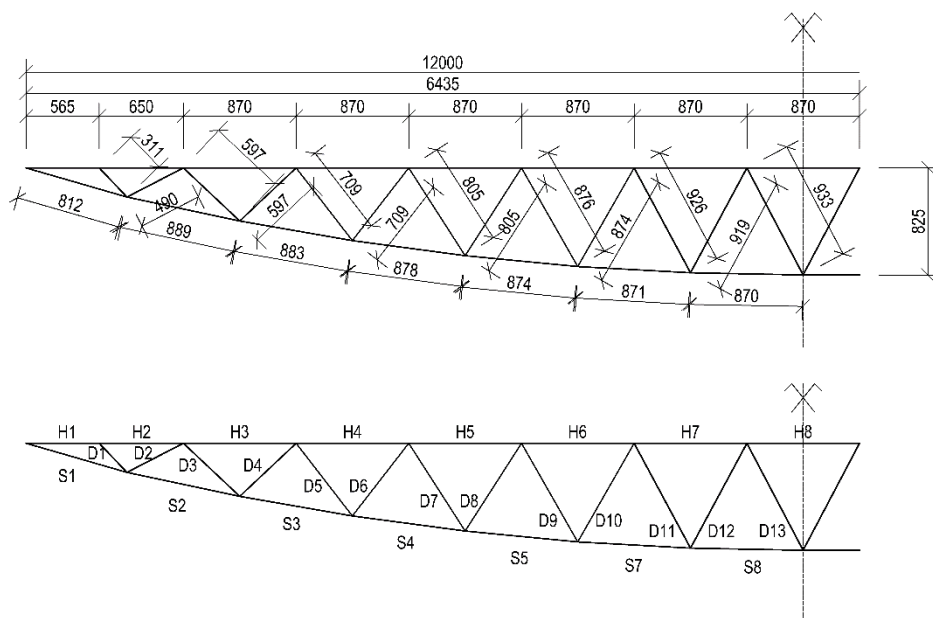 12000
6435
565 650 870 870 870 870 870 870
311 597 709 805 876 926 933
490 597 709 805 874 919
825
812 889 883 878 874 871 870
H1 H2 H3 H4 H5 H6 H7 H8
D1 D2 D3 D4 D5 D6 D7 D8 D9 D10 D11 D12 D13
S1 S2 S3 S4 S5 S7 S8